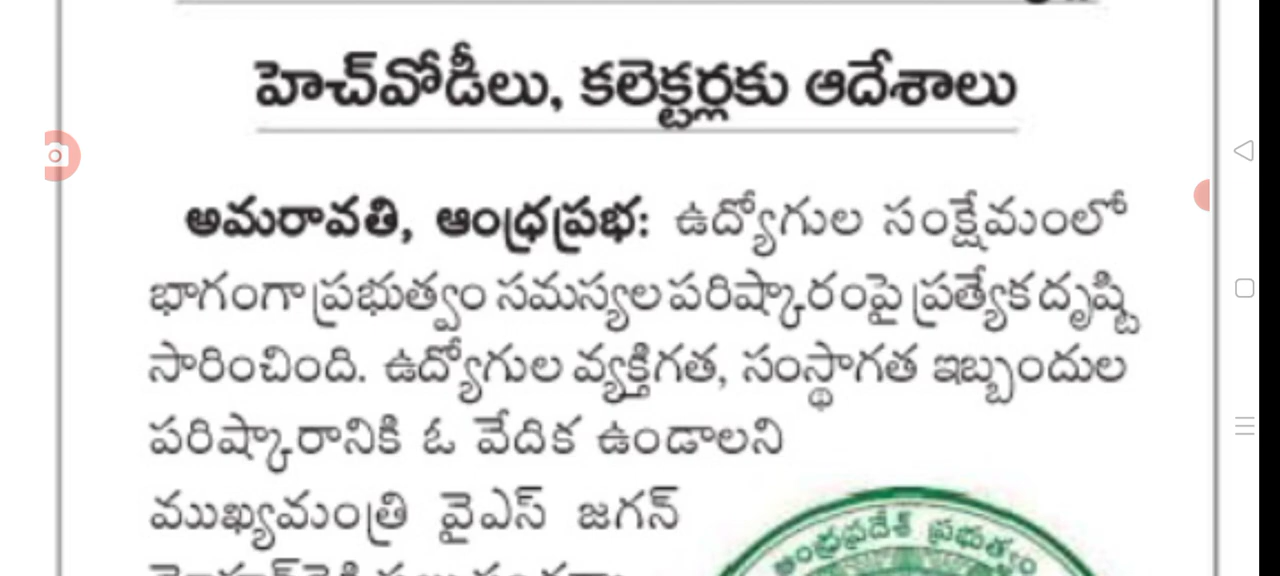 హెచ్‌వోడీలు, కలెక్టర్లకు ఆదేశాలు
అమరావతి, ఆంధ్రప్రభ: ఉద్యోగుల సంక్షేమంలో
భాగంగా ప్రభుత్వం సమస్యల పరిష్కారంపై ప్రత్యేక దృష్టి
సారించింది. ఉద్యోగుల వ్యక్తిగత, సంస్థాగత ఇబ్బందుల
పరిష్కారానికి ఓ వేదిక ఉండాలని
ముఖ్యమంత్రి వైఎస్ జగన్
ఆంధ్రప్రదేశ్ ప్రభుత్వం